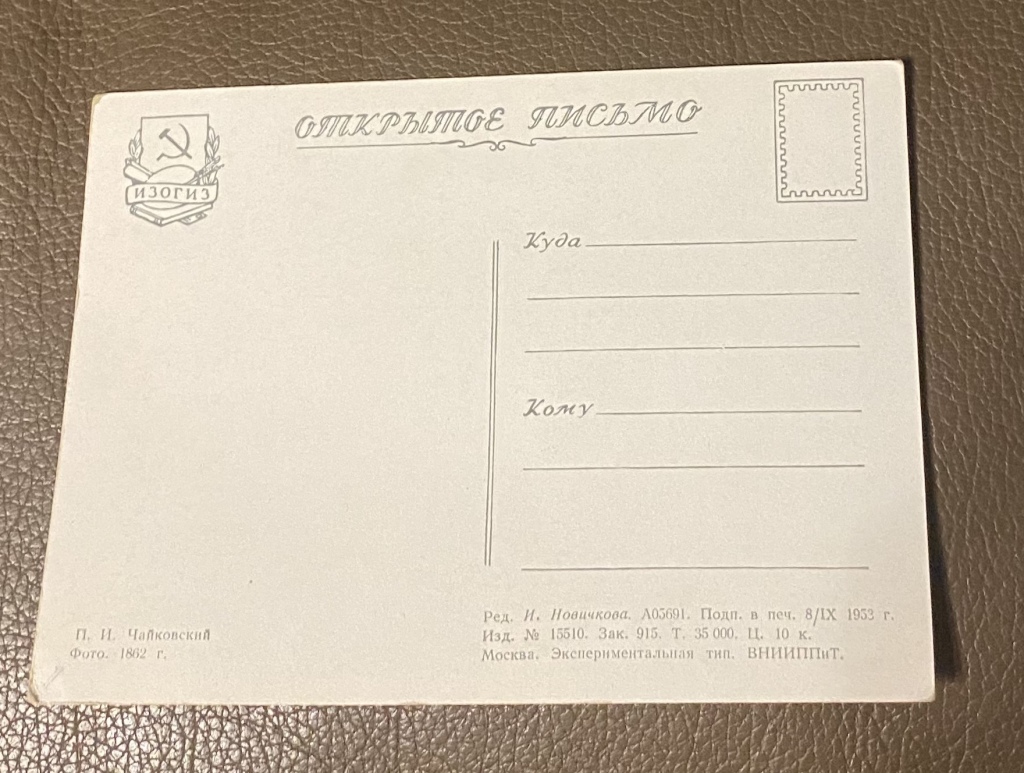 ОТКРЫТОЕ ПИСЬМО
ИЗОГИЗ
Куда
Кому
П. И. Чайковский
Фото. 1862 г.
Ред. И. Новичкова. А05691. Подп. в печ. 8/IX 1953 г.
Изд. № 15510. Зак. 915. Т. 35 000. Ц. 10 к.
Москва. Экспериментальная тип. ВНИИППиТ.